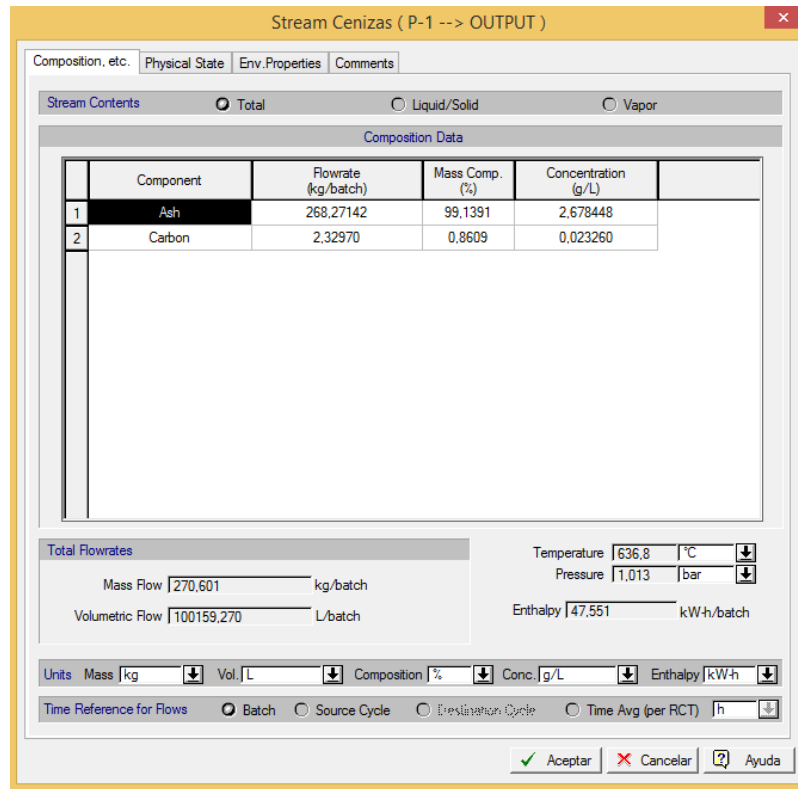 Stream Cenizas ( P-1 --> OUTPUT )
Composition, etc. Physical State Env.Properties Comments
Stream Contents Total Liquid/Solid Vapor
Composition Data
Component Flowrate (kg/batch) Mass Comp. (%) Concentration (g/L)
1 Ash 268,27142 99,1391 2,678448
2 Carbon 2,32970 0,8609 0,023260
Total Flowrates
Temperature 636,8 °C
Mass Flow 270,601 kg/batch
Pressure 1,013 bar
Volumetric Flow 100159,270 L/batch
Enthalpy 47,551 kW-h/batch
Units Mass kg Vol. L Composition % Conc. g/L Enthalpy kW-h
Time Reference for Flows Batch Source Cycle Destination Cycle Time Avg (per RCT) h
Aceptar Cancelar Ayuda